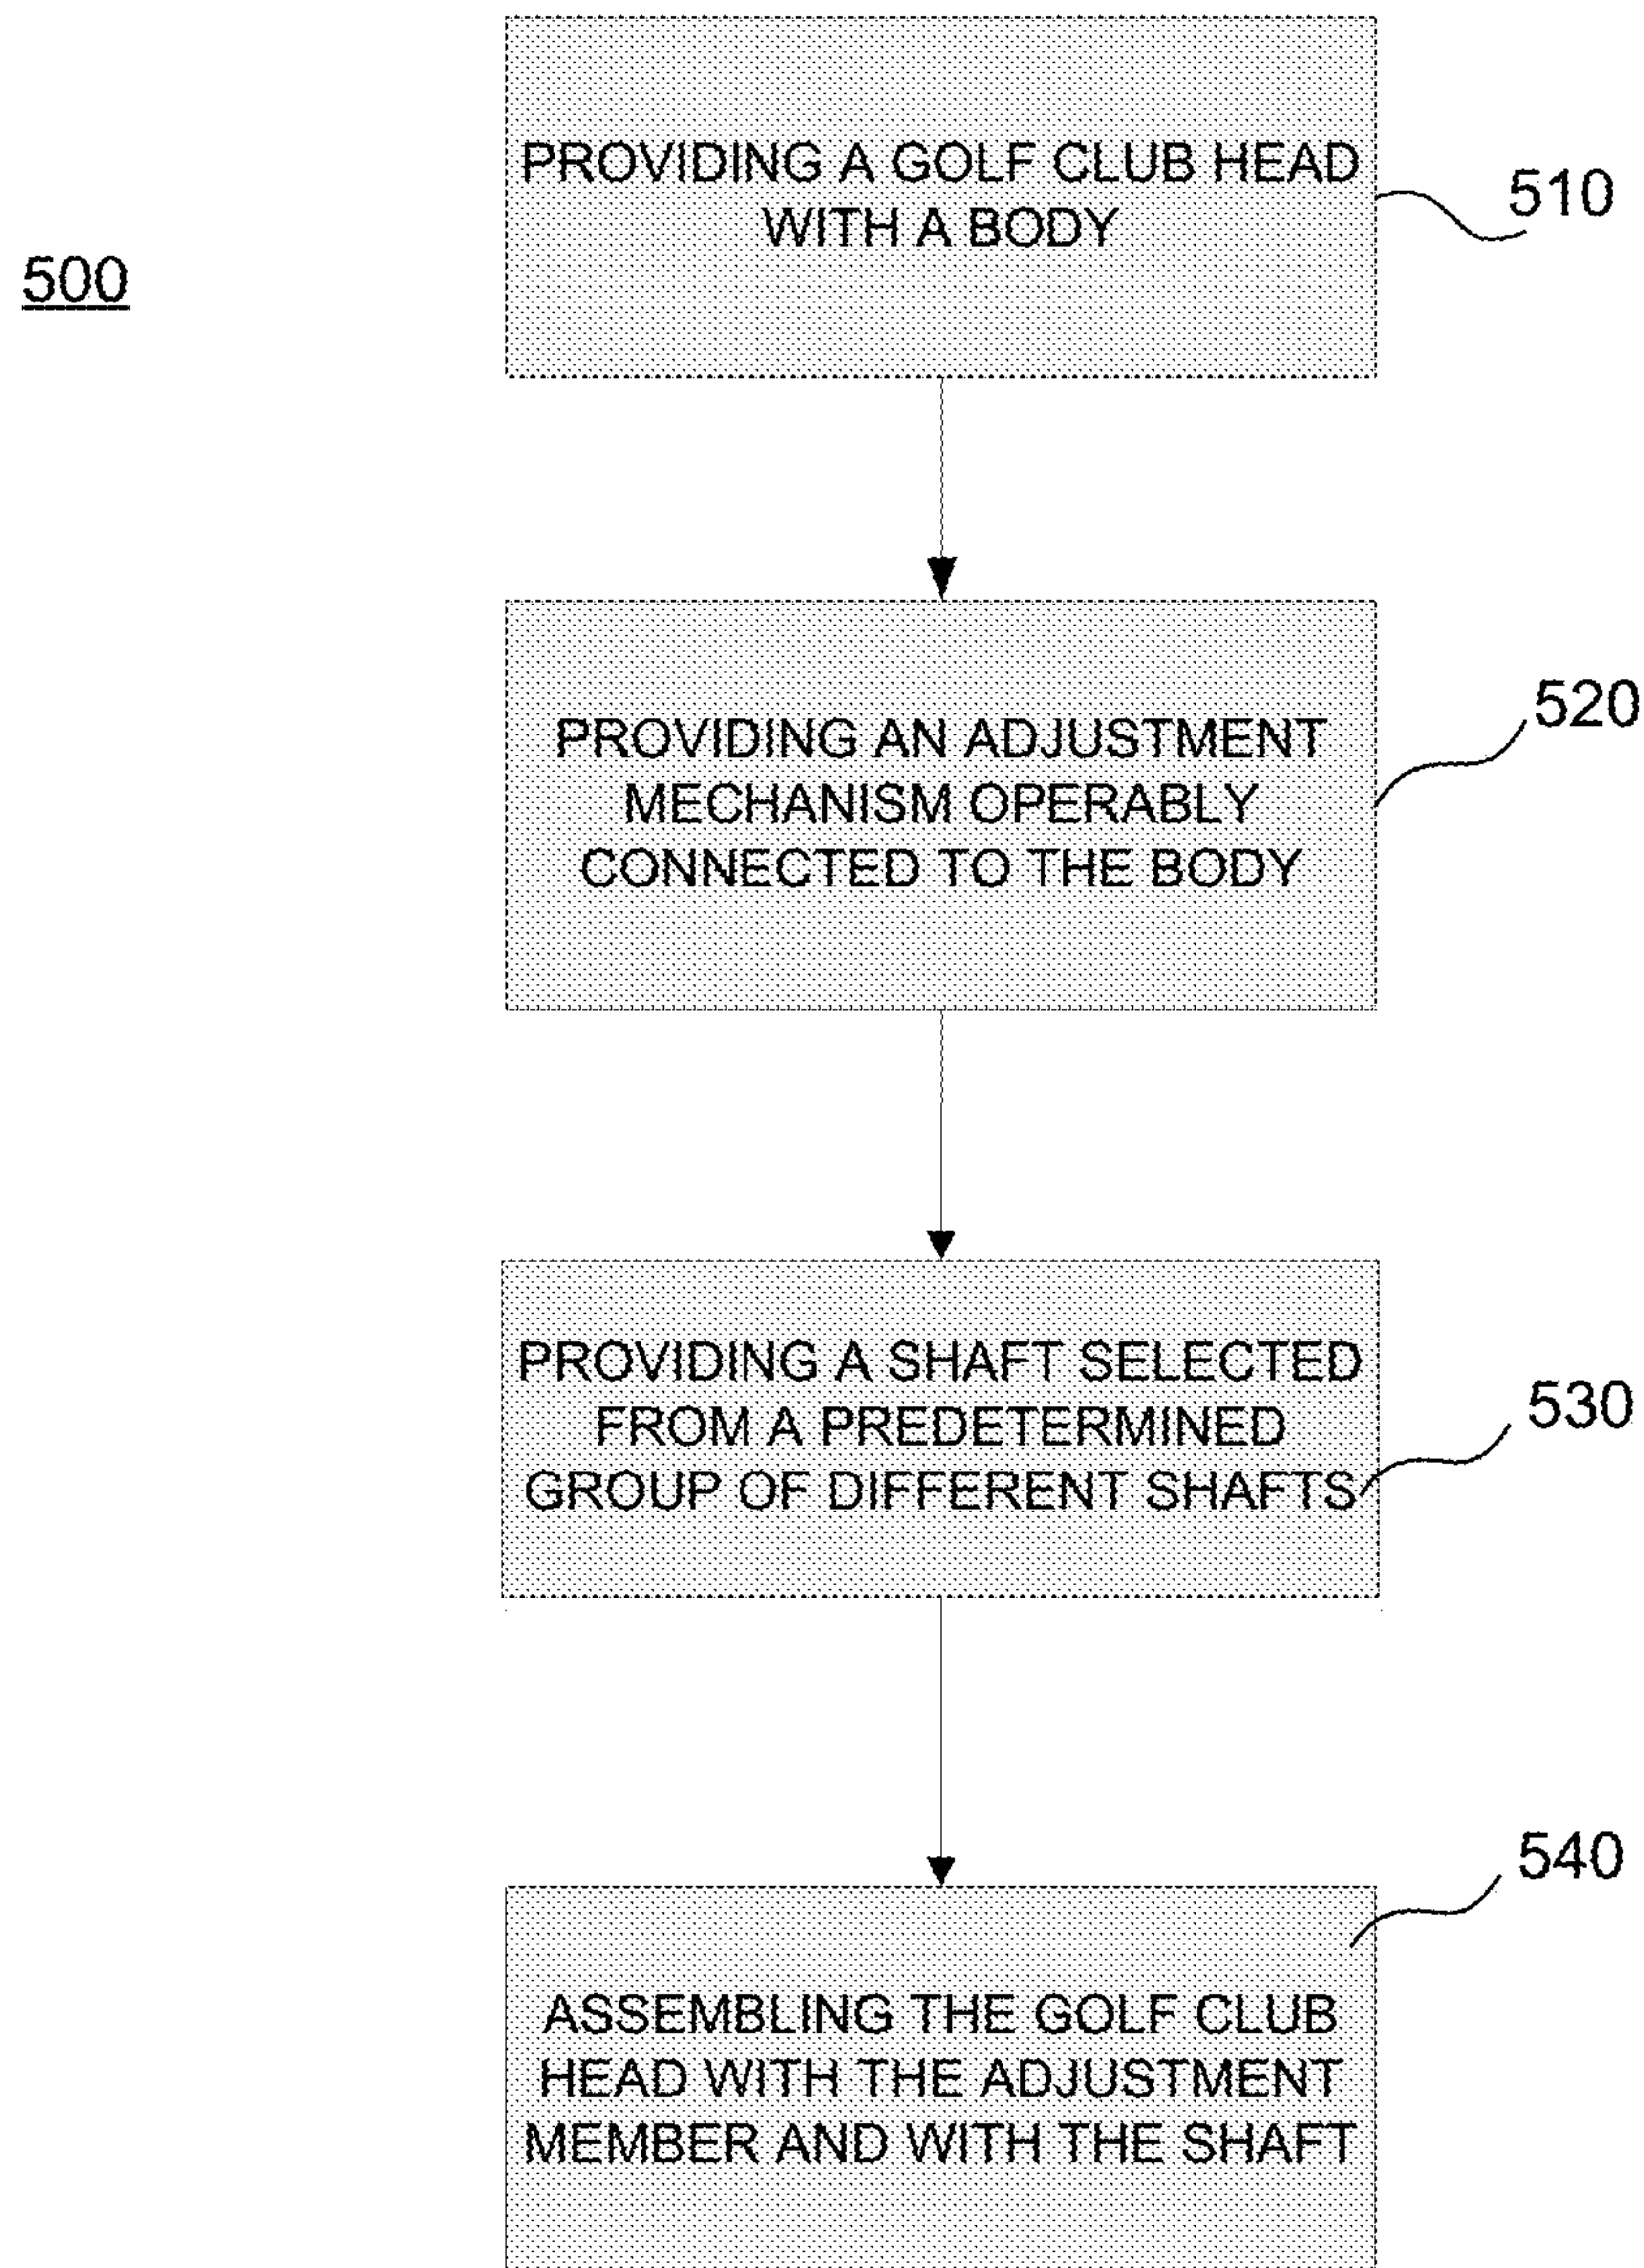 PROVIDING A GOLF CLUB HEAD
WITH A BODY
510
500
PROVIDING AN ADJUSTMENT
MECHANISM OPERABLY
CONNECTED TO THE BODY
520
PROVIDING A SHAFT SELECTED
FROM A PREDETERMINED
GROUP OF DIFFERENT SHAFTS
530
540
ASSEMBLING THE GOLF CLUB
HEAD WITH THE ADJUSTMENT
MEMBER AND WITH THE SHAFT